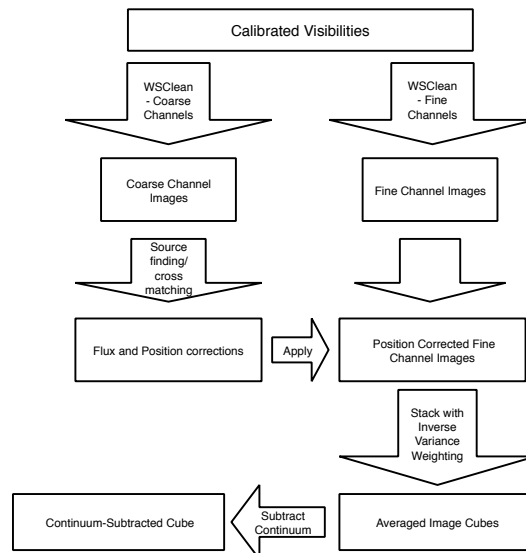 Calibrated Visibilities
WSClean
- Coarse
Channels
WSClean
- Fine
Channels
Coarse Channel
Images
Fine Channel Images
Source
finding/
cross
matching
Flux and Position corrections
Apply
Position Corrected Fine
Channel Images
Stack with
Inverse
Variance
Weighting
Continuum-Subtracted Cube
Subtract
Continuum
Averaged Image Cubes